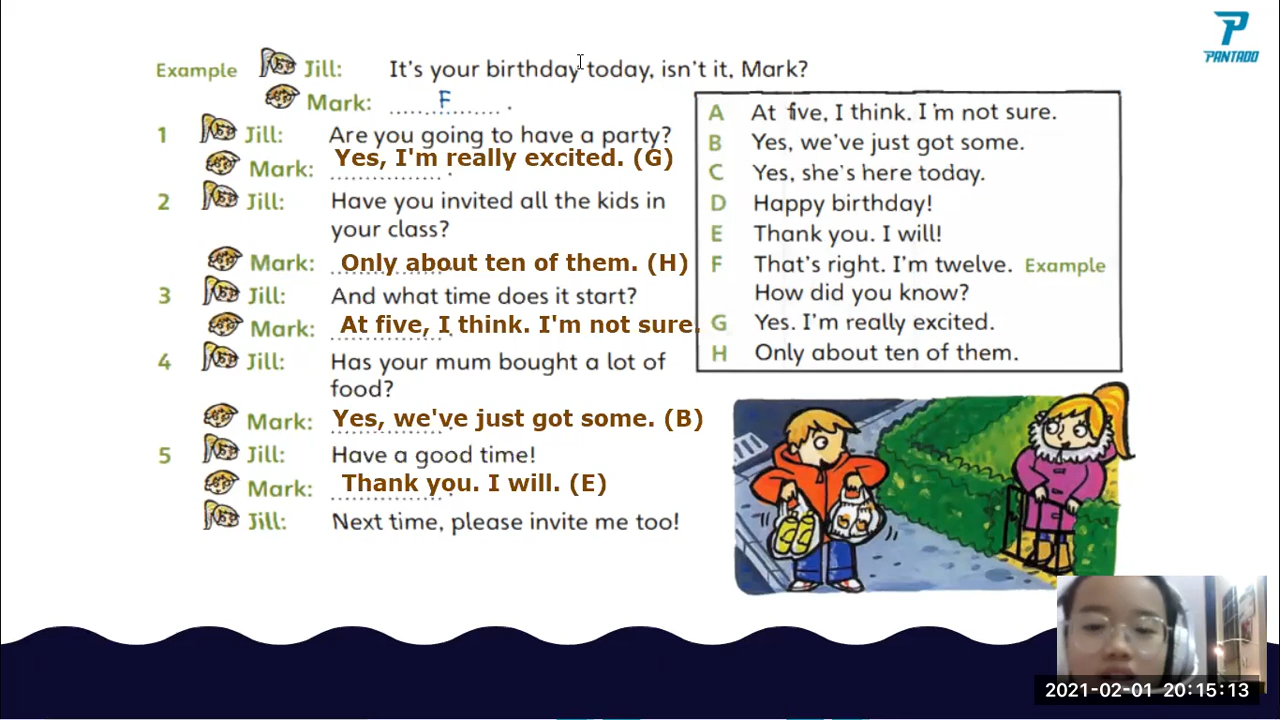 PANTADO
Example Jill: It's your birthday today, isn't it, Mark?
Mark: F .
1 Jill: Are you going to have a party?
Mark: Yes, I'm really excited. (G)
2 Jill: Have you invited all the kids in
your class?
Mark: Only about ten of them. (H)
3 Jill: And what time does it start?
Mark: At five, I think. I'm not sure.
4 Jill: Has your mum bought a lot of
food?
Mark: Yes, we've just got some. (B)
5 Jill: Have a good time!
Mark: Thank you. I will. (E)
Jill: Next time, please invite me too!
A At five, I think. I'm not sure.
B Yes, we've just got some.
C Yes, she's here today.
D Happy birthday!
E Thank you. I will!
F That's right. I'm twelve. Example
How did you know?
G Yes. I'm really excited.
H Only about ten of them.
2021-02-01 20:15:13